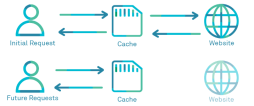 Initial Request
Cache
Website
Future Requests
Cache
Website